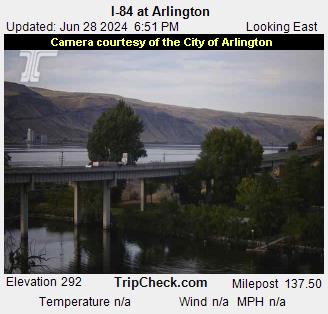 I-84 at Arlington
Updated: Jun 28 2024 6:51 PM Looking East
Camera courtesy of the City of Arlington
Elevation 292 TripCheck.com Milepost 137.50
Temperature n/a Wind n/a MPH n/a